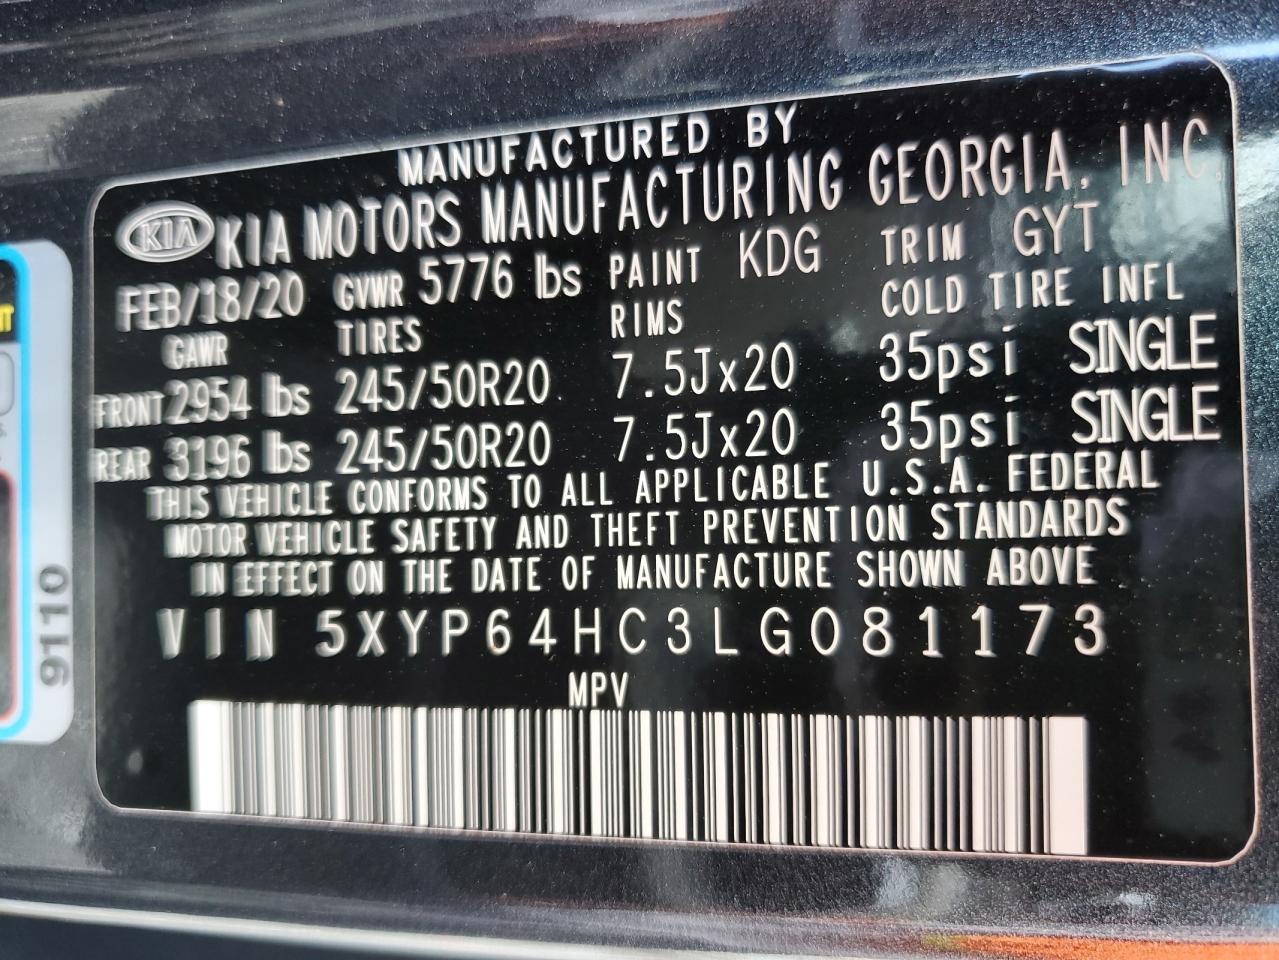 MANUFACTURED BY
KIA KIA MOTORS MANUFACTURING GEORGIA, INC.
FEB/18/20 GVWR 5776 lbs PAINT KDG TRIM GYT
GAWR TIRES RIMS COLD TIRE INFL
FRONT 2954 lbs 245/50R20 7.5Jx20 35psi SINGLE
REAR 3196 lbs 245/50R20 7.5Jx20 35psi SINGLE
THIS VEHICLE CONFORMS TO ALL APPLICABLE U.S.A. FEDERAL
MOTOR VEHICLE SAFETY AND THEFT PREVENTION STANDARDS
IN EFFECT ON THE DATE OF MANUFACTURE SHOWN ABOVE
VIN 5XYP64HC3LG081173
MPV
9110